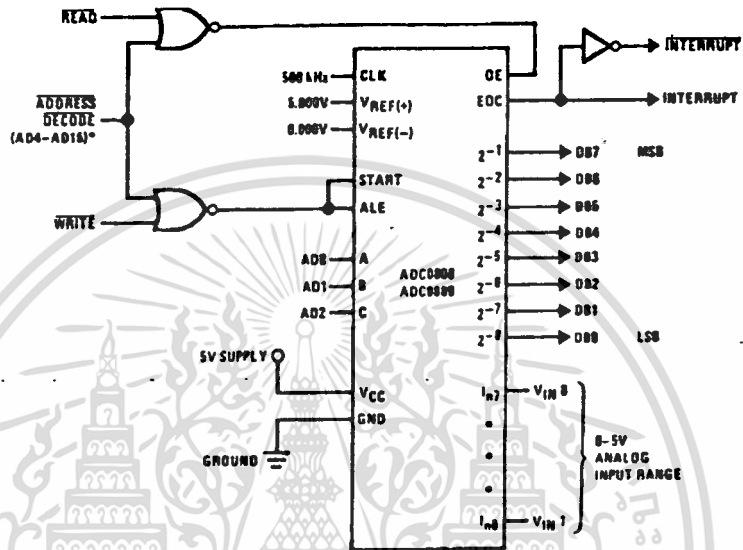 READ
ADDRESS
DECODE
(AD4-AD15)*
WRITE
500 kHz CLK
5.000V VREF(+)
0.000V VREF(-)
START
ALE
AD0 A
AD1 B
AD2 C
5V SUPPLY
VCC
GND
GROUND
ADC0808
ADC0809
OE
EOC
INTERRUPT
INTERRUPT
2-1 DB7 MSB
2-2 DB6
2-3 DB5
2-4 DB4
2-5 DB3
2-6 DB2
2-7 DB1
2-8 DB0 LSB
In7 VIN 8
0-5V
ANALOG
INPUT RANGE
In0 VIN 1